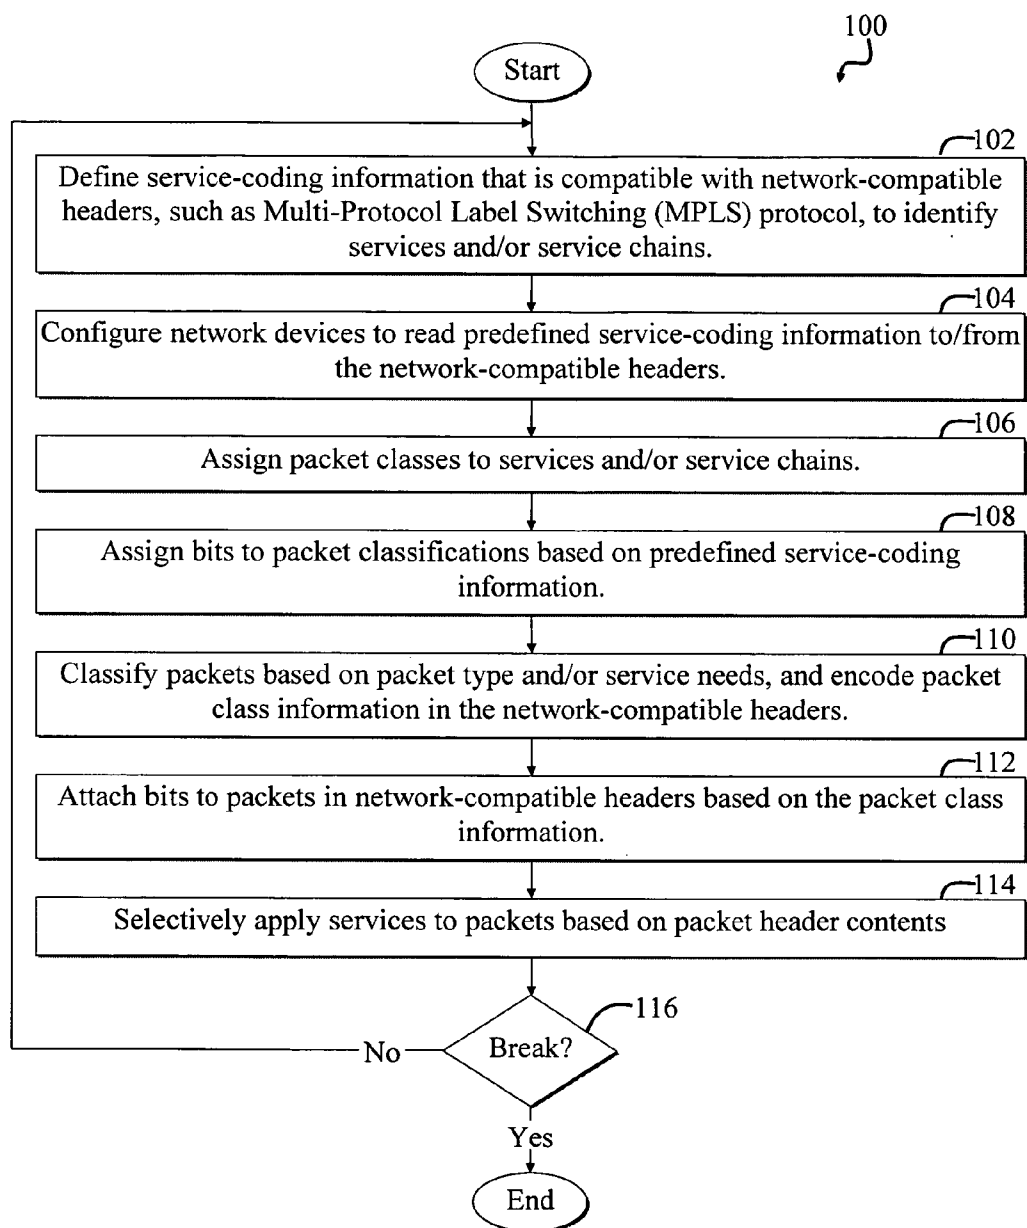 100
Start
102
Define service-coding information that is compatible with network-compatible
headers, such as Multi-Protocol Label Switching (MPLS) protocol, to identify
services and/or service chains.
104
Configure network devices to read predefined service-coding information to/from
the network-compatible headers.
106
Assign packet classes to services and/or service chains.
108
Assign bits to packet classifications based on predefined service-coding
information.
110
Classify packets based on packet type and/or service needs, and encode packet
class information in the network-compatible headers.
112
Attach bits to packets in network-compatible headers based on the packet class
information.
114
Selectively apply services to packets based on packet header contents
116
Break?
No
Yes
End